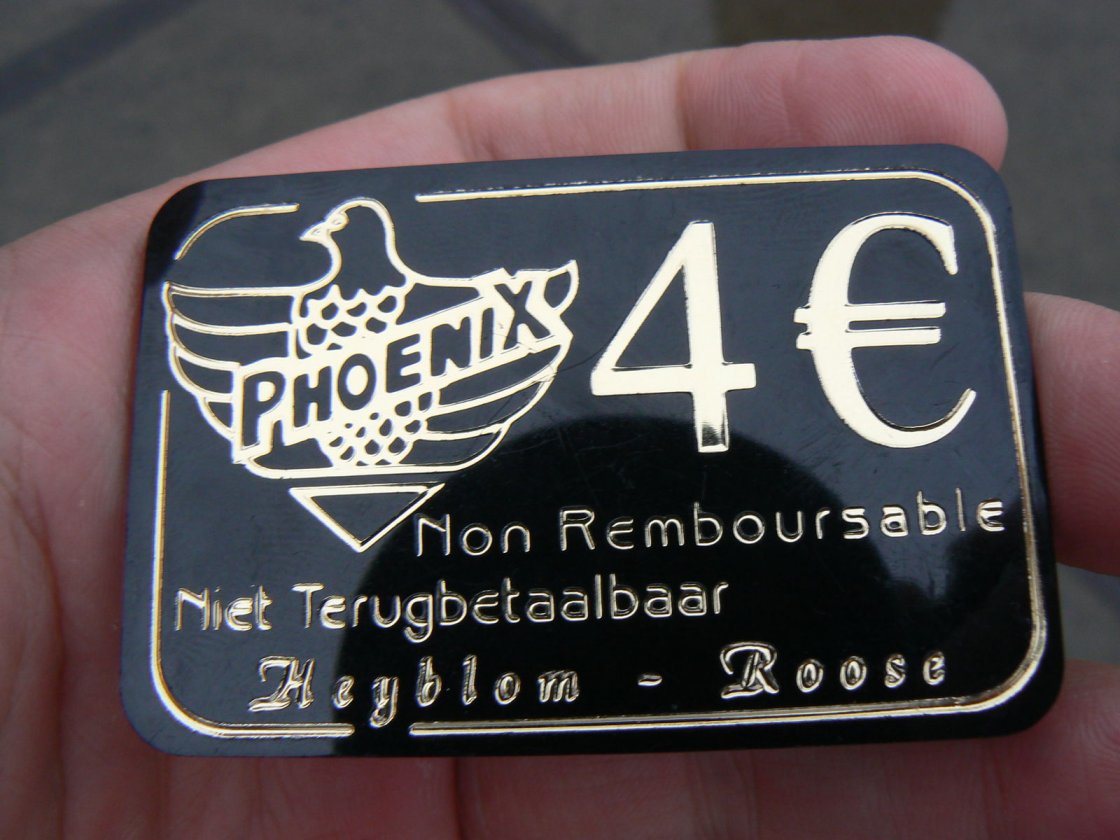 PHOENIX
4 €
Non Remboursable
Niet Terugbetaalbaar
Heyblom - Roose